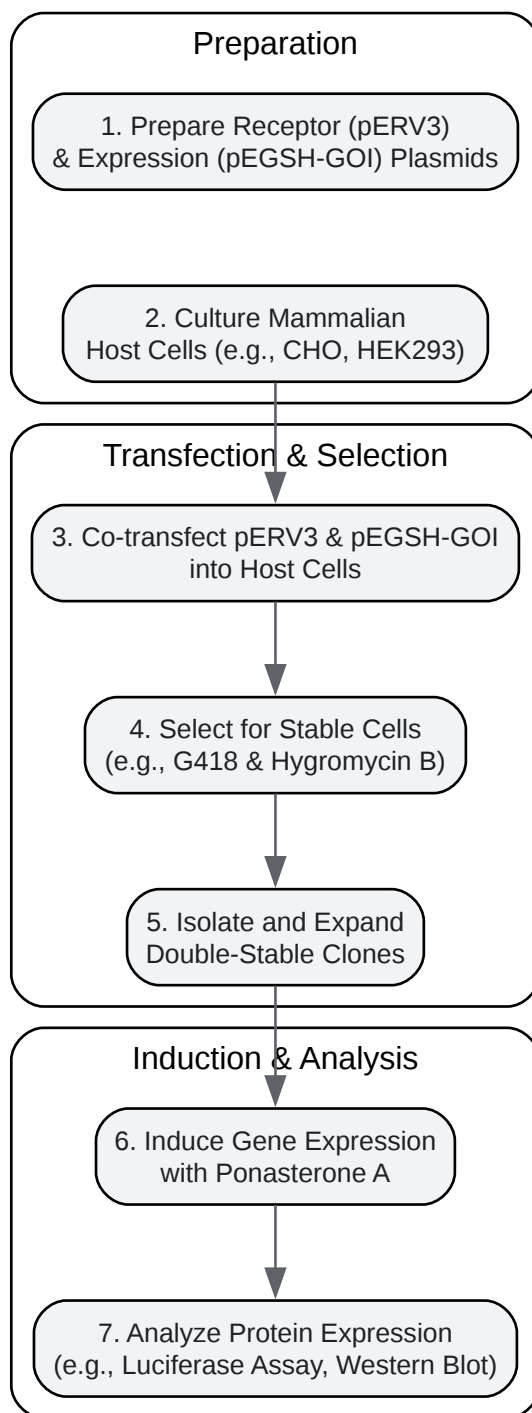 Preparation
1. Prepare Receptor (pERV3)
& Expression (pEGSH-GOI) Plasmids
2. Culture Mammalian
Host Cells (e.g., CHO, HEK293)
Transfection & Selection
3. Co-transfect pERV3 & pEGSH-GOI
into Host Cells
4. Select for Stable Cells
(e.g., G418 & Hygromycin B)
5. Isolate and Expand
Double-Stable Clones
Induction & Analysis
6. Induce Gene Expression
with Ponasterone A
7. Analyze Protein Expression
(e.g., Luciferase Assay, Western Blot)